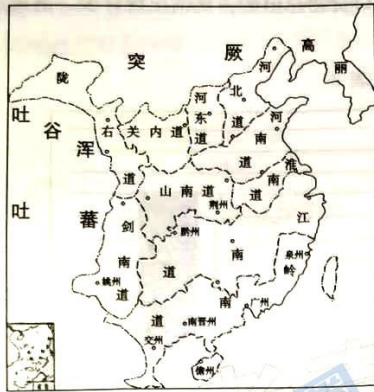 突厥
高丽
吐谷浑
吐蕃
陇右道
关内道
河东道
河北道
河南道
淮南道
山南道
荆州
剑南道
黔州
江南道
姚州
泉州
岭南道
广州
南晋州
交州
儋州